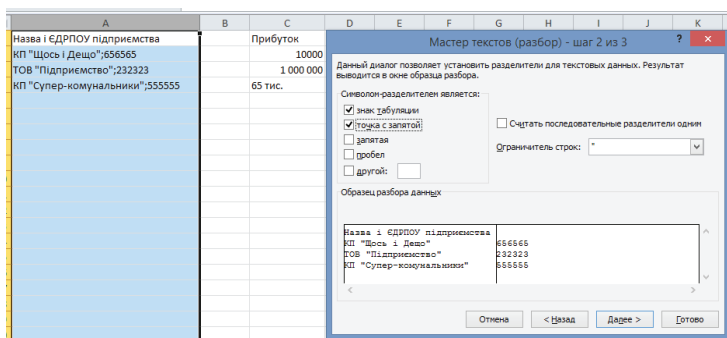 A B C D E F G H I J K
Назва і ЄДРПОУ підприємства Прибуток
КП "Щось і Дещо";656565 10000
ТОВ "Підприємство";232323 1 000 000
КП "Супер-комунальники";555555 65 тис.
Мастер текстов (разбор) - шаг 2 из 3 ? ×
Данный диалог позволяет установить разделители для текстовых данных. Результат
выводится в окне образца разбора.
Символом-разделителем является:
знак табуляции
точка с запятой
запятая
пробел
другой:
Считать последовательные разделители одним
Ограничитель строк: "
Образец разбора данных
Назва і ЄДРПОУ підприємства
КП "Щось і Дещо" 656565
ТОВ "Підприємство" 232323
КП "Супер-комунальники" 555555
Отмена < Назад Далее > Готово